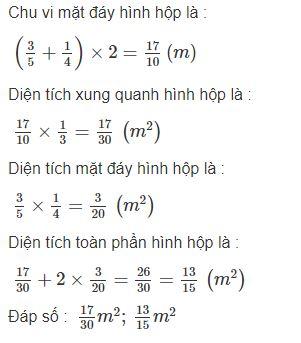 Chu vi mặt đáy hình hộp là :
(3/5 + 1/4) × 2 = 17/10 (m)
Diện tích xung quanh hình hộp là :
17/10 × 1/3 = 17/30 (m²)
Diện tích mặt đáy hình hộp là :
3/5 × 1/4 = 3/20 (m²)
Diện tích toàn phần hình hộp là :
17/30 + 2 × 3/20 = 26/30 = 13/15 (m²)
Đáp số : 17/30 m²; 13/15 m²